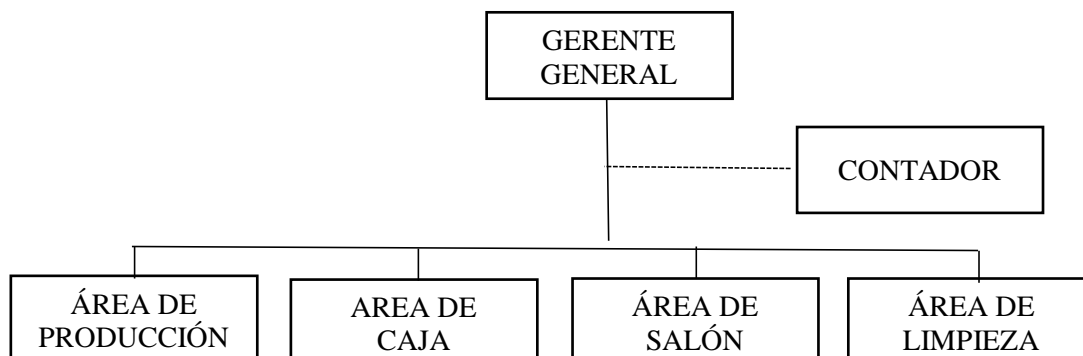 GERENTE
GENERAL
CONTADOR
ÁREA DE
PRODUCCIÓN
AREA DE
CAJA
ÁREA DE
SALÓN
ÁREA DE
LIMPIEZA